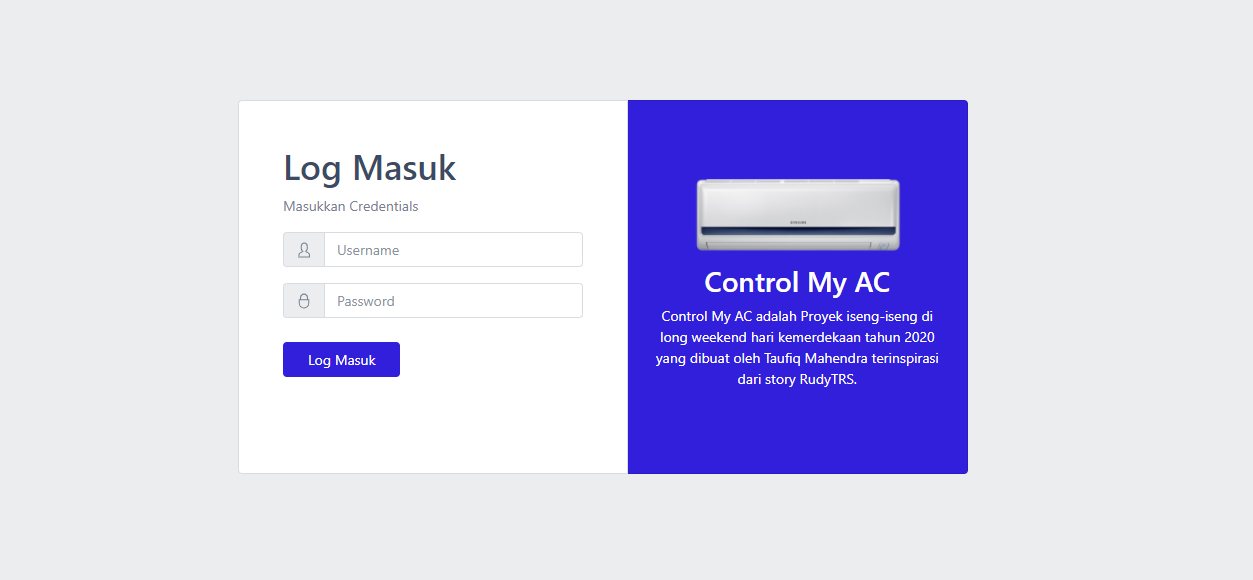 Log Masuk
Masukkan Credentials
Username
Password
Log Masuk
Control My AC
Control My AC adalah Proyek iseng-iseng di
long weekend hari kemerdekaan tahun 2020
yang dibuat oleh Taufiq Mahendra terinspirasi
dari story RudyTRS.